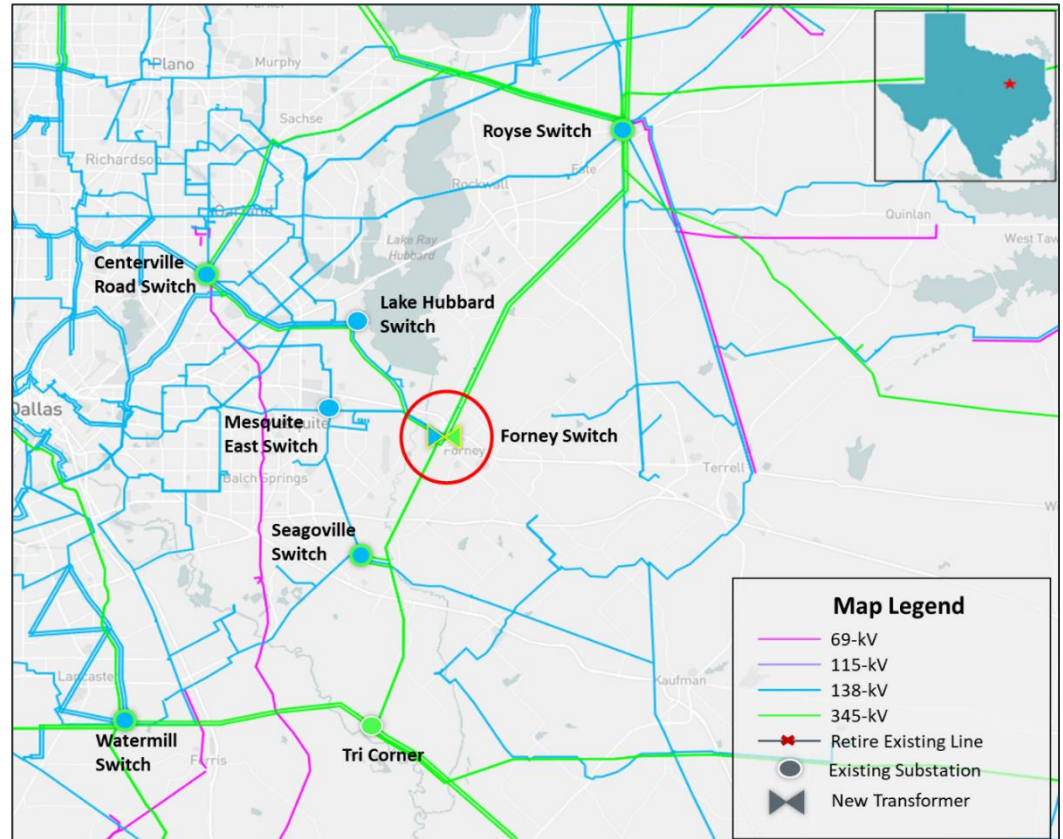 Plano
Murphy
Sachse
Royse Switch
Richardson
Rockwall
Quinlan
West Taw
Garland
Lake Ray
Hubbard
Centerville
Road Switch
Lake Hubbard
Switch
Dallas
Mesquite
East Switch
Forney Switch
Forney
Balch Springs
Terrell
Seagoville
Switch
Map Legend
69-kV
115-kV
138-kV
345-kV
Retire Existing Line
Existing Substation
New Transformer
Lancaster
Kaufman
Watermill
Switch
Ferris
Tri Corner